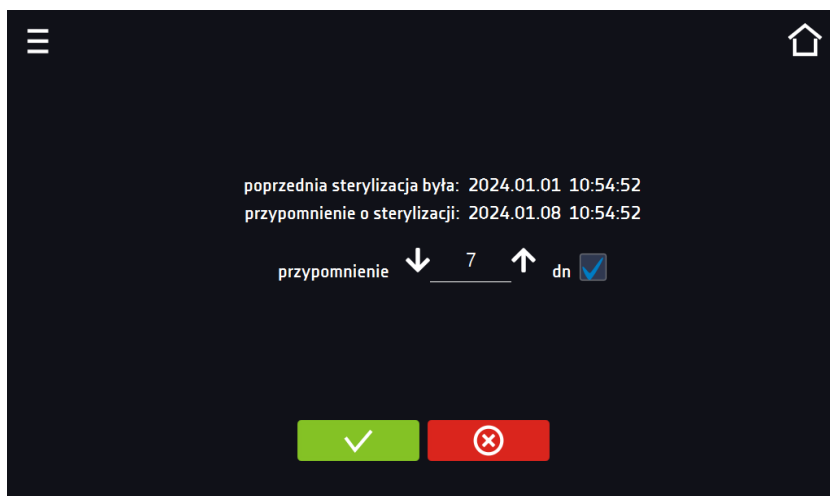 poprzednia sterylizacja była: 2024.01.01 10:54:52
przypomnienie o sterylizacji: 2024.01.08 10:54:52
przypomnienie 7 dn